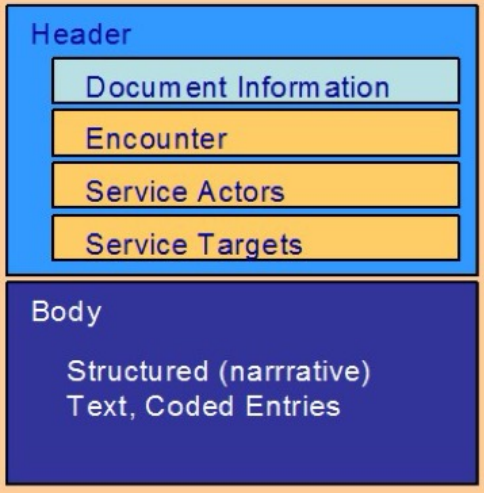 Header
Document Information
Encounter
Service Actors
Service Targets
Body
Structured (narrrative)
Text, Coded Entries